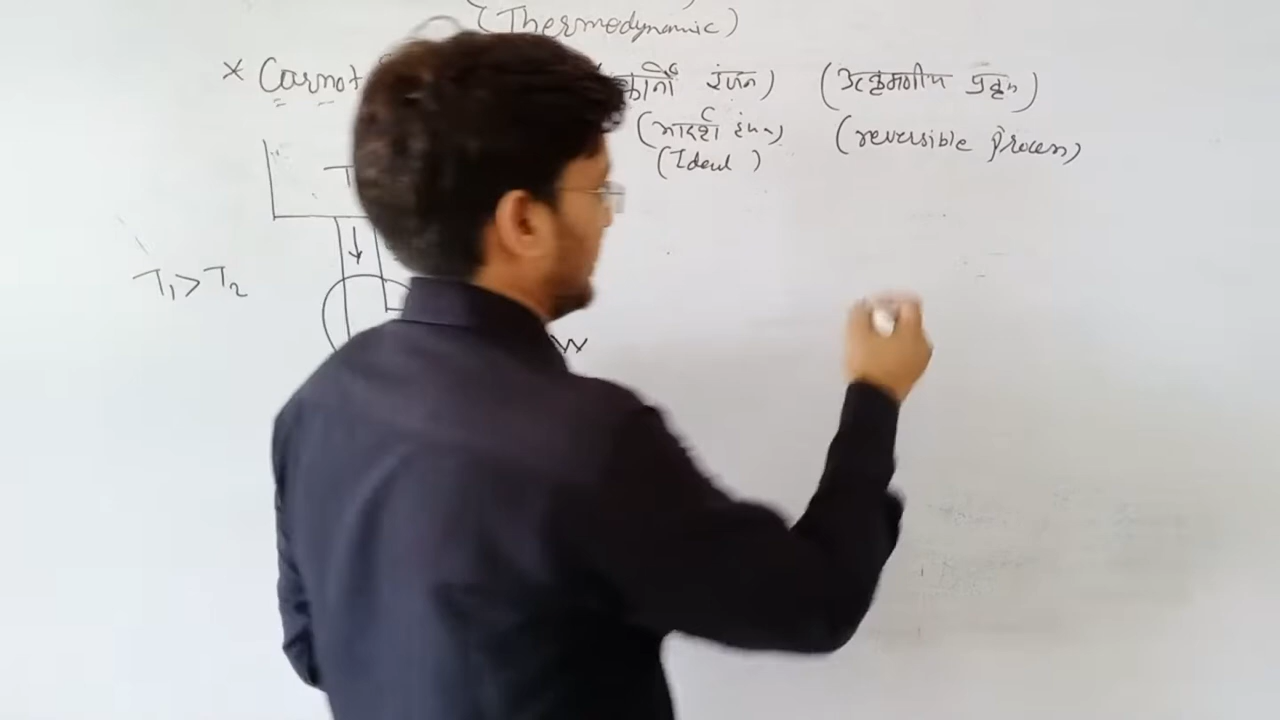 (Thermodynamic)
* Carnot इंजन) (उत्क्रमणीय प्रक्रम)
(आदर्श इंजन) (reversible Process)
(Ideal)
T
T₁ > T₂
W